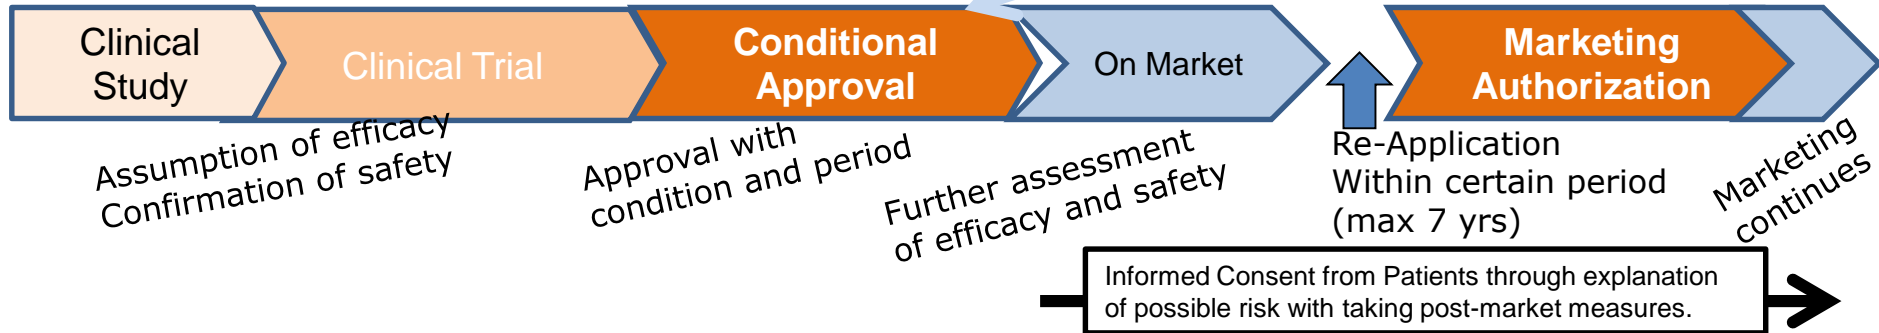 Clinical
Study
Clinical Trial
Conditional
Approval
On Market
Marketing
Authorization
Assumption of efficacy
Confirmation of safety
Approval with
condition and period
Further assessment
of efficacy and safety
Re-Application
Within certain period
(max 7 yrs)
Marketing
continues
Informed Consent from Patients through explanation
of possible risk with taking post-market measures.